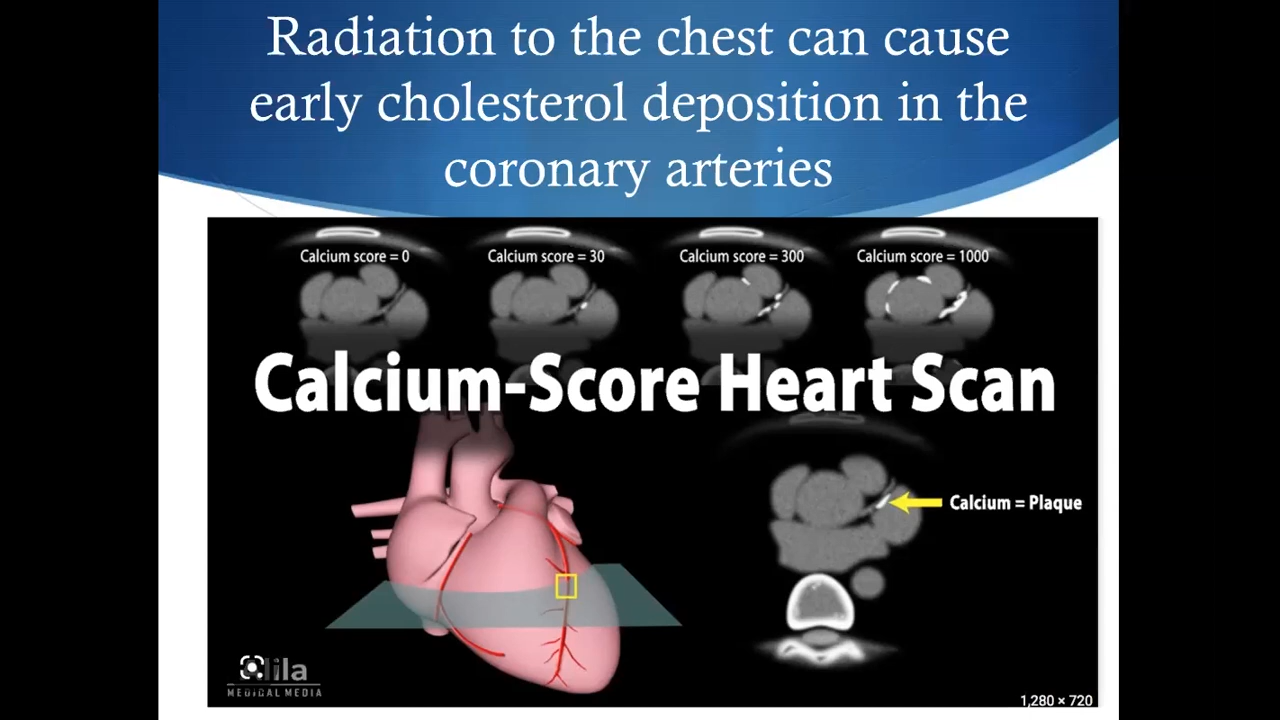 Radiation to the chest can cause
early cholesterol deposition in the
coronary arteries
Calcium score = 0
Calcium score = 30
Calcium score = 300
Calcium score = 1000
Calcium-Score Heart Scan
Calcium = Plaque
lila
MEDICAL MEDIA
1,280 × 720